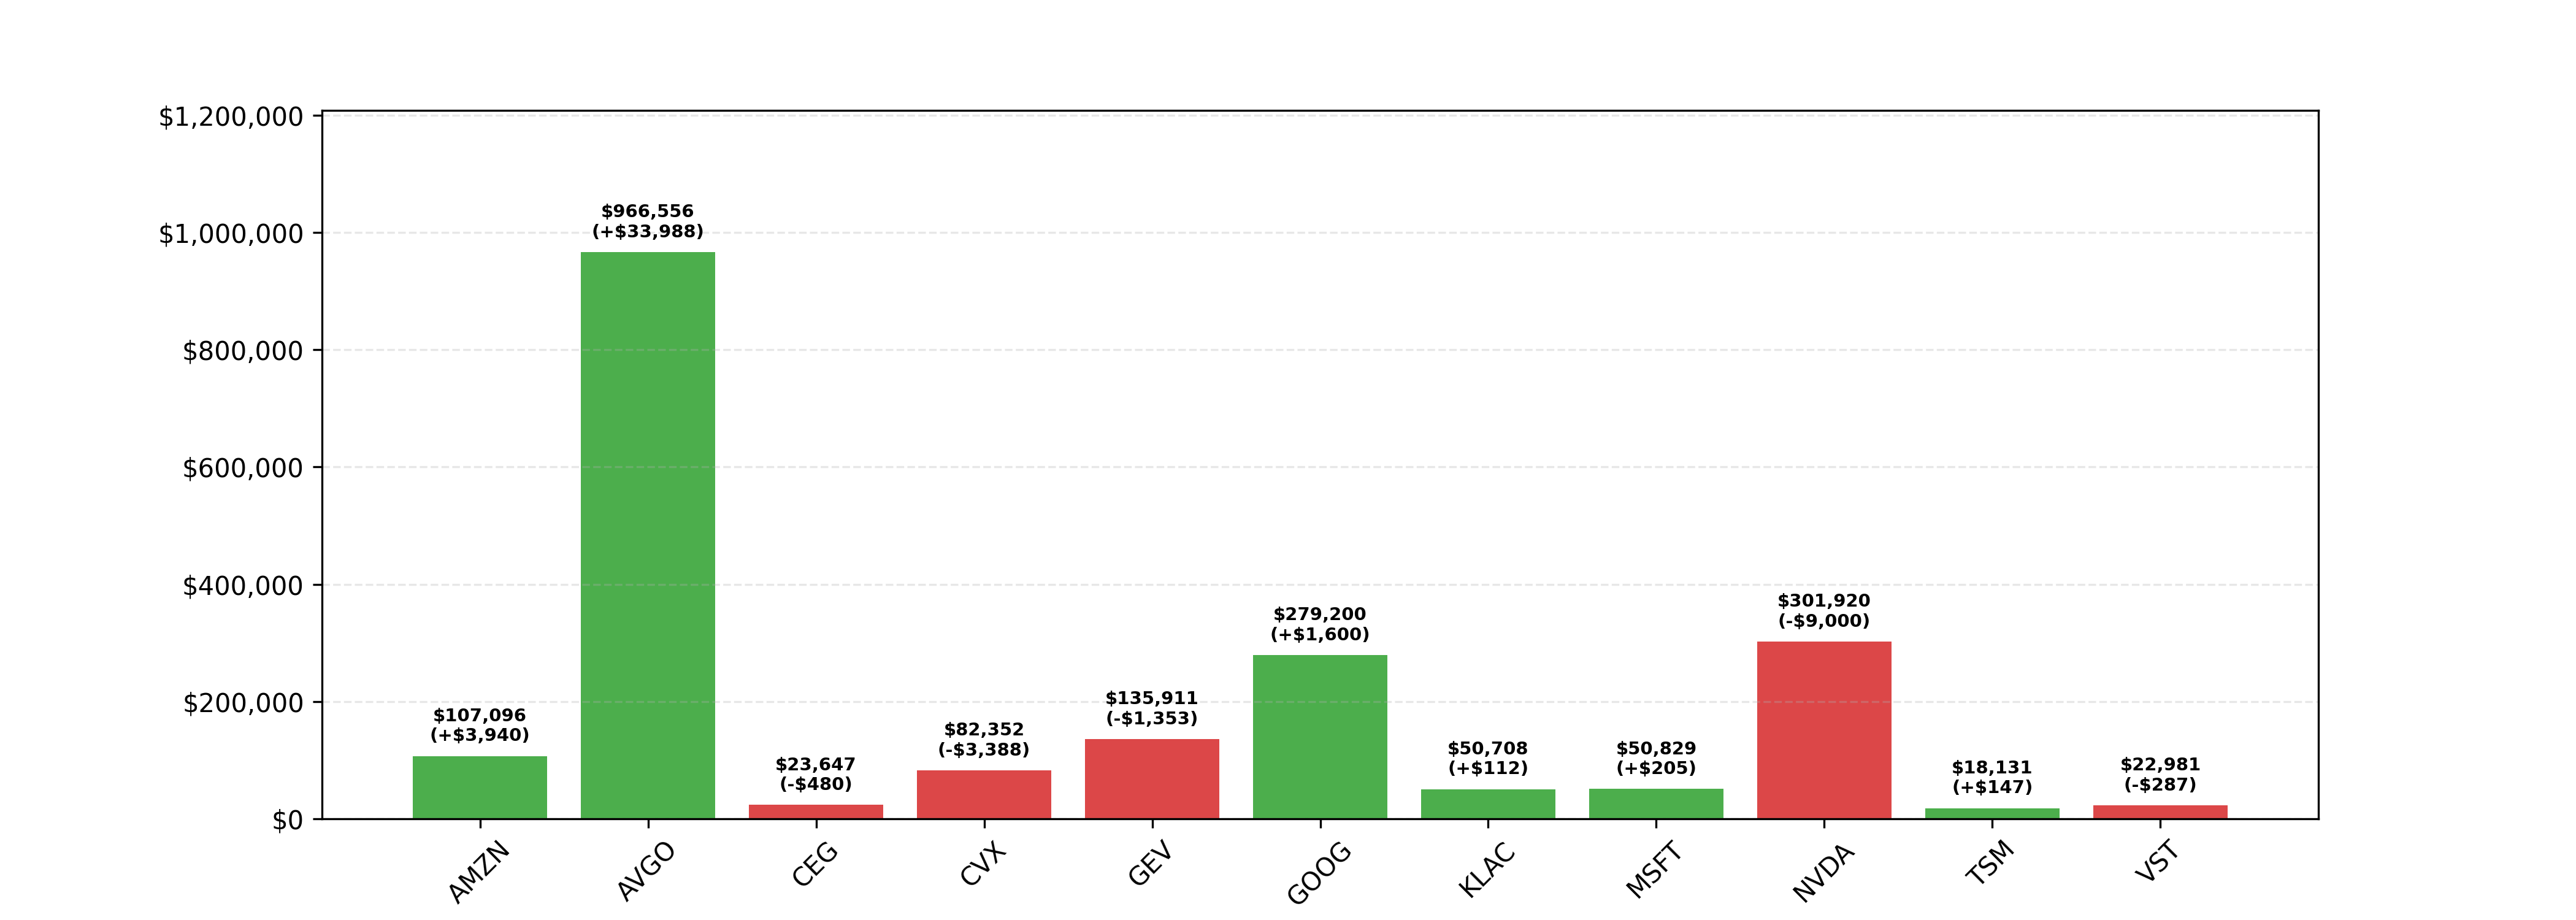 $1,200,000
$1,000,000
$800,000
$600,000
$400,000
$200,000
$0
$107,096
(+$3,940)
$966,556
(+$33,988)
$23,647
(-$480)
$82,352
(-$3,388)
$135,911
(-$1,353)
$279,200
(+$1,600)
$50,708
(+$112)
$50,829
(+$205)
$301,920
(-$9,000)
$18,131
(+$147)
$22,981
(-$287)
AMZN
AVGO
CEG
CVX
GEV
GOOG
KLAC
MSFT
NVDA
TSM
VST